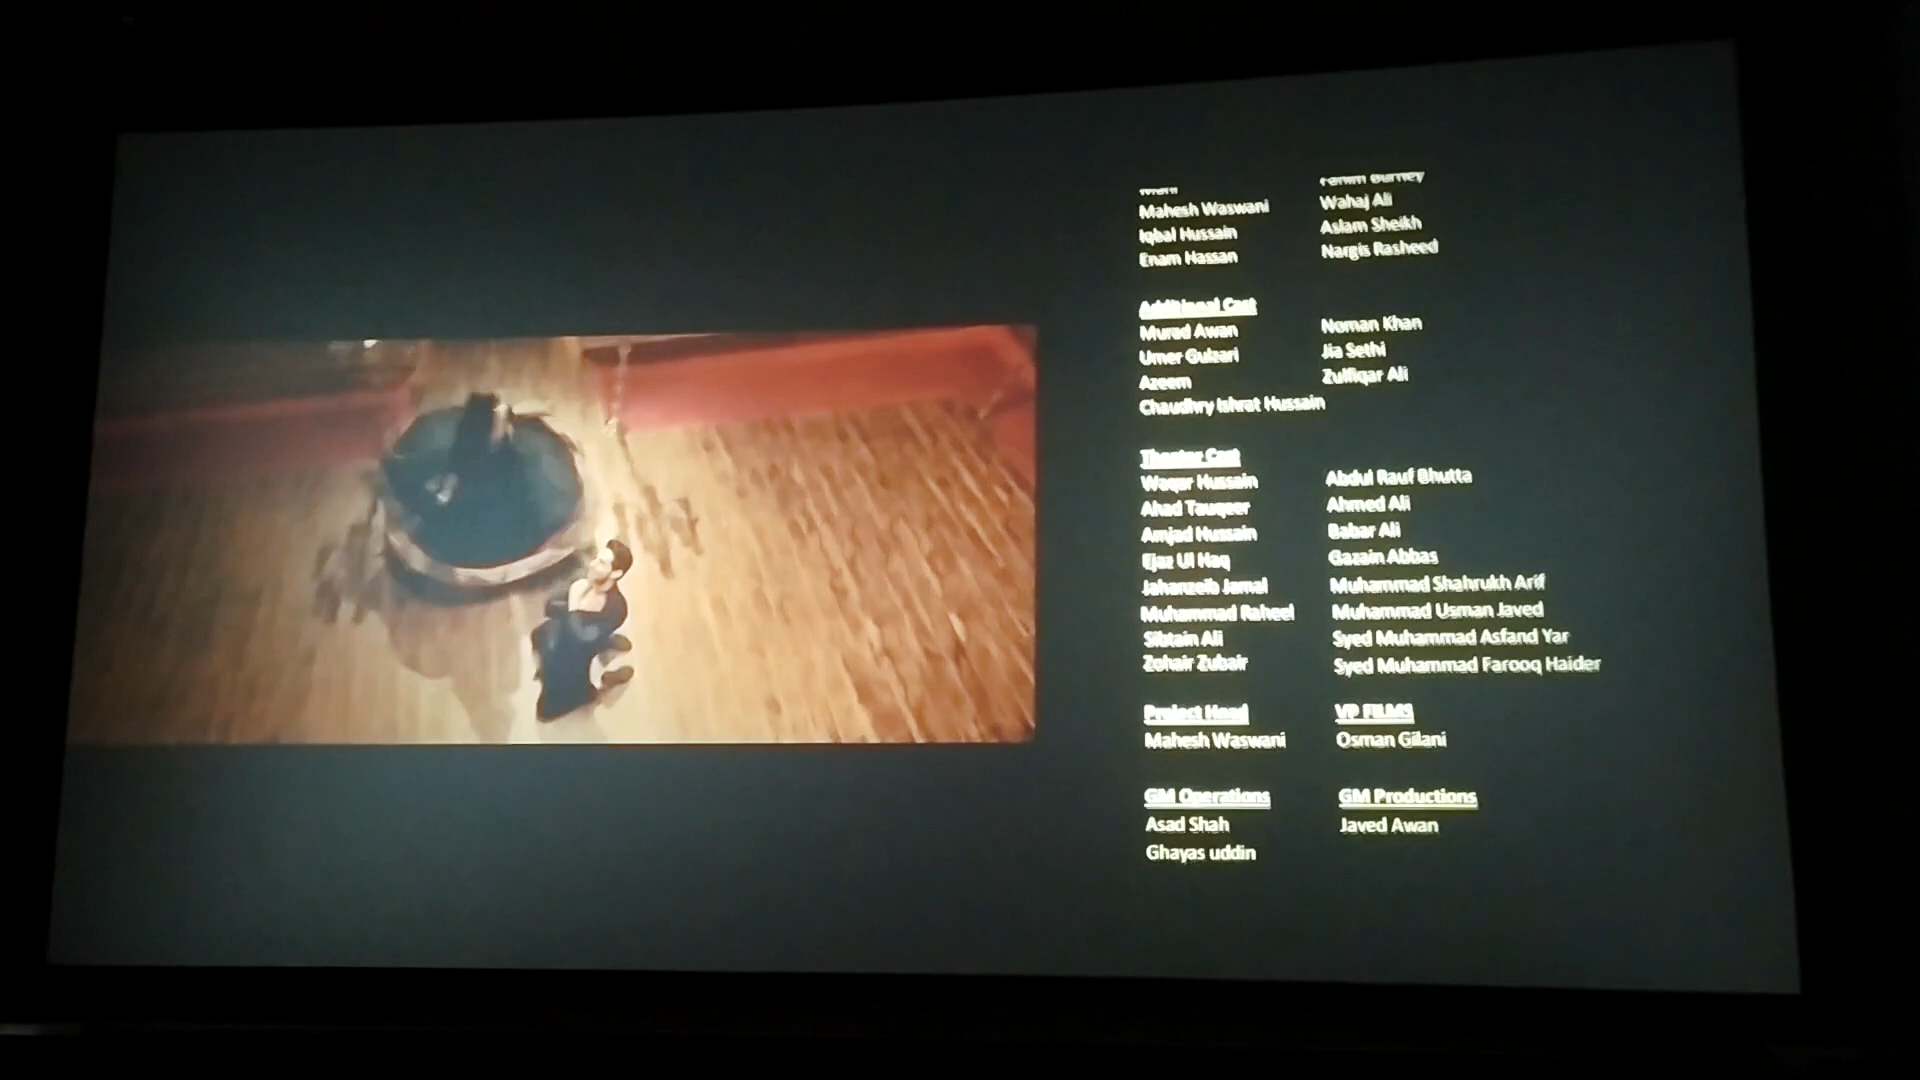 Fahim Burney
Mahesh Waswani Wahaj Ali
Iqbal Hussain Aslam Sheikh
Enam Hassan Nargis Rasheed
Additional Cast
Murad Awan Noman Khan
Umer Gulzari Jia Sethi
Azeem Zulfiqar Ali
Chaudhry Ishrat Hussain
Theater Cast
Waqar Hussain Abdul Rauf Bhutta
Ahad Tauqeer Ahmed Ali
Amjad Hussain Babar Ali
Ejaz Ul Haq Gazain Abbas
Jahanzeib Jamal Muhammad Shahrukh Arif
Muhammad Raheel Muhammad Usman Javed
Sibtain Ali Syed Muhammad Asfand Yar
Zohair Zubair Syed Muhammad Farooq Haider
Project Head VP FILMS
Mahesh Waswani Osman Gilani
GM Operations GM Productions
Asad Shah Javed Awan
Ghayas uddin